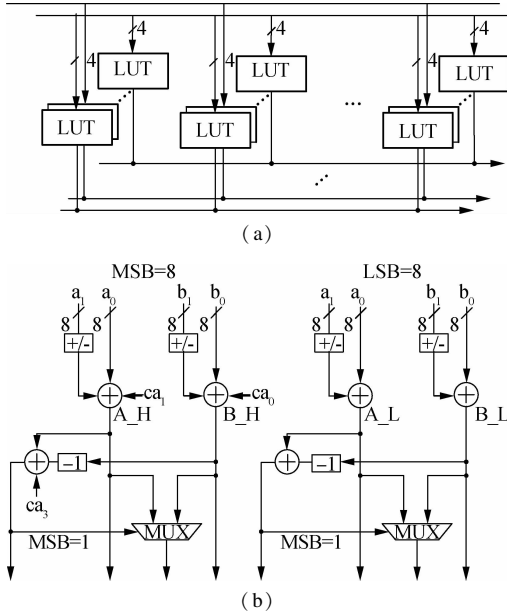 4 4 4
LUT LUT LUT
4 4 4
LUT LUT ... LUT
(a)
MSB=8 LSB=8
a₁ a₀ b₁ b₀ a₁ a₀ b₁ b₀
8 8 8 8 8 8 8 8
+/- +/- +/- +/-
ca₁ ca₀
A_H B_H A_L B_L
-1 -1
ca₃
MSB=1 MUX MSB=1 MUX
(b)